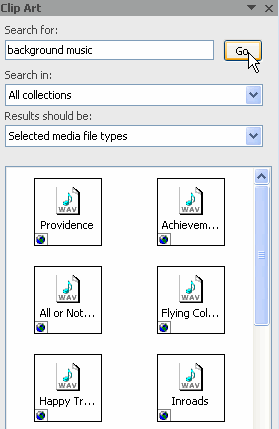 Clip Art
Search for:
background music
Go
Search in:
All collections
Results should be:
Selected media file types
WAV WAV
Providence Achievem...
WAV WAV
All or Not... Flying Col...
WAV WAV
Happy Tr... Inroads